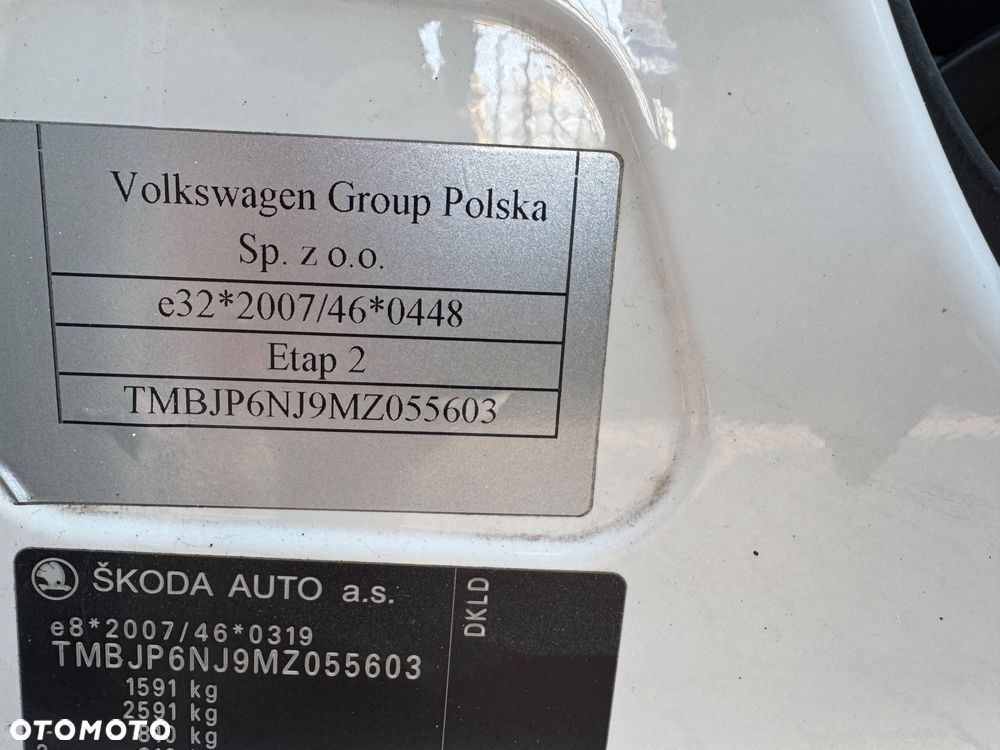 Volkswagen Group Polska
Sp. z o.o.
e32*2007/46*0448
Etap 2
TMBJP6NJ9MZ055603
ŠKODA AUTO a.s.
e8*2007/46*0319
TMBJP6NJ9MZ055603
1591 kg
2591 kg
kg
DKLD
OTOMOTO